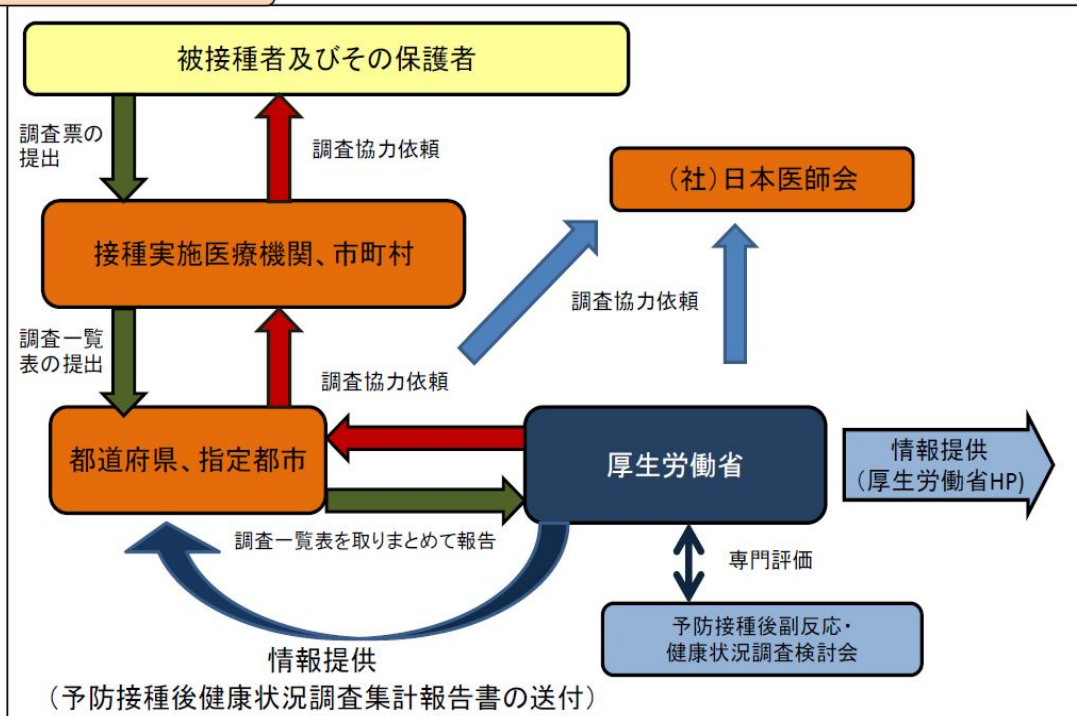 被接種者及びその保護者
調査票の
提出
調査協力依頼
(社)日本医師会
接種実施医療機関、市町村
調査協力依頼
調査一覧
表の提出
調査協力依頼
都道府県、指定都市
厚生労働省
情報提供
(厚生労働省HP)
調査一覧表を取りまとめて報告
専門評価
予防接種後副反応・
健康状況調査検討会
情報提供
(予防接種後健康状況調査集計報告書の送付)